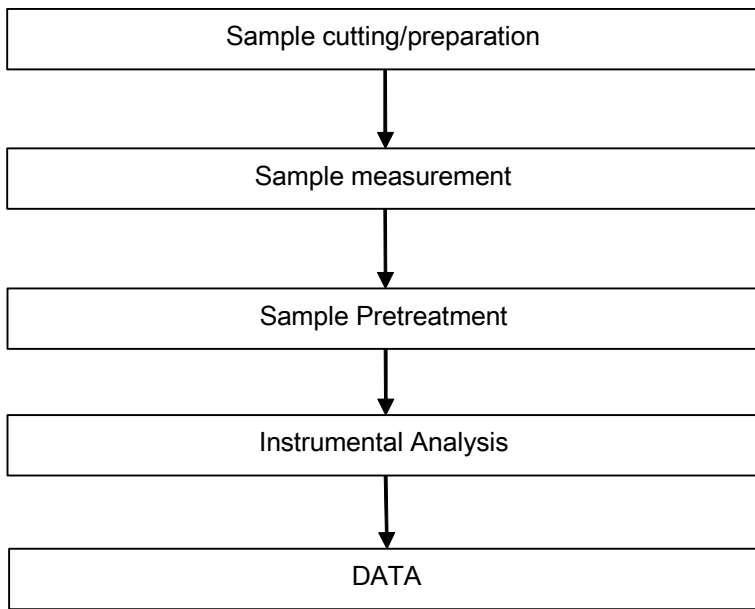 Sample cutting/preparation
Sample measurement
Sample Pretreatment
Instrumental Analysis
DATA